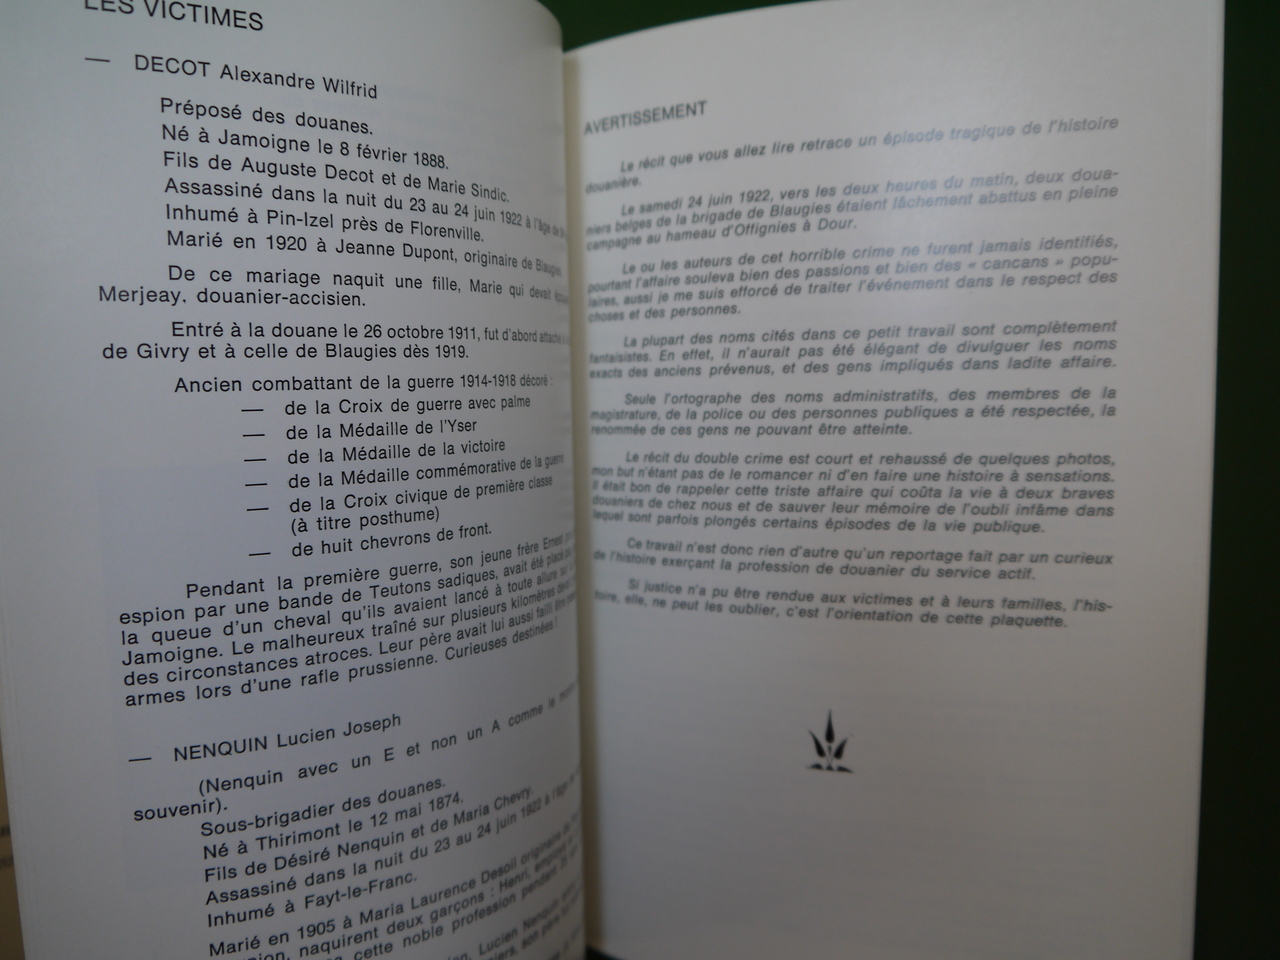 LES VICTIMES
— DECOT Alexandre Wilfrid
Préposé des douanes.
Né à Jamoigne le 8 février 1888.
Fils de Auguste Decot et de Marie Sindic.
Assassiné dans la nuit du 23 au 24 juin 1922 à l'âge de
Inhumé à Pin-Izel près de Florenville.
Marié en 1920 à Jeanne Dupont, originaire de Blaugies.
De ce mariage naquit une fille, Marie qui devait
Merjeay, douanier-accisien.
Entré à la douane le 26 octobre 1911, fut d'abord attaché à
de Givry et à celle de Blaugies dès 1919.
Ancien combattant de la guerre 1914-1918 décoré :
— de la Croix de guerre avec palme
— de la Médaille de l'Yser
— de la Médaille de la victoire
— de la Médaille commémorative de la guerre
— de la Croix civique de première classe
(à titre posthume)
— de huit chevrons de front.
Pendant la première guerre, son jeune frère Ernest
espion par une bande de Teutons sadiques, avait été placé
la queue d'un cheval qu'ils avaient lancé à toute allure
Jamoigne. Le malheureux traîné sur plusieurs kilomètres
des circonstances atroces. Leur père avait lui aussi failli être
armes lors d'une rafle prussienne. Curieuses destinées !
— NENQUIN Lucien Joseph
(Nenquin avec un E et non un A comme le
souvenir).
Sous-brigadier des douanes.
Né à Thirimont le 12 mai 1874.
Fils de Désiré Nenquin et de Maria Chevry.
Assassiné dans la nuit du 23 au 24 juin 1922 à l'âge de
Inhumé à Fayt-le-Franc.
Marié en 1905 à Maria Laurence Desoil originaire de
naquirent deux garçons : Henri,
cette noble profession pendant
Lucien Nenquin
son père
AVERTISSEMENT
Le récit que vous allez lire retrace un épisode tragique de l'histoire
douanière.
Le samedi 24 juin 1922, vers les deux heures du matin, deux doua-
niers belges de la brigade de Blaugies étaient lâchement abattus en pleine
campagne au hameau d'Offignies à Dour.
Le ou les auteurs de cet horrible crime ne furent jamais identifiés,
pourtant l'affaire souleva bien des passions et bien des « cancans » popu-
laires, aussi je me suis efforcé de traiter l'événement dans le respect des
choses et des personnes.
La plupart des noms cités dans ce petit travail sont complètement
fantaisistes. En effet, il n'aurait pas été élégant de divulguer les noms
exacts des anciens prévenus, et des gens impliqués dans ladite affaire.
Seule l'ortographe des noms administratifs, des membres de la
magistrature, de la police ou des personnes publiques a été respectée, la
renommée de ces gens ne pouvant être atteinte.
Le récit du double crime est court et rehaussé de quelques photos,
mon but n'étant pas de le romancer ni d'en faire une histoire à sensations.
Il était bon de rappeler cette triste affaire qui coûta la vie à deux braves
douaniers de chez nous et de sauver leur mémoire de l'oubli infâme dans
lequel sont parfois plongés certains épisodes de la vie publique.
Ce travail n'est donc rien d'autre qu'un reportage fait par un curieux
de l'histoire exerçant la profession de douanier du service actif.
Si justice n'a pu être rendue aux victimes et à leurs familles, l'his-
toire, elle, ne peut les oublier, c'est l'orientation de cette plaquette.